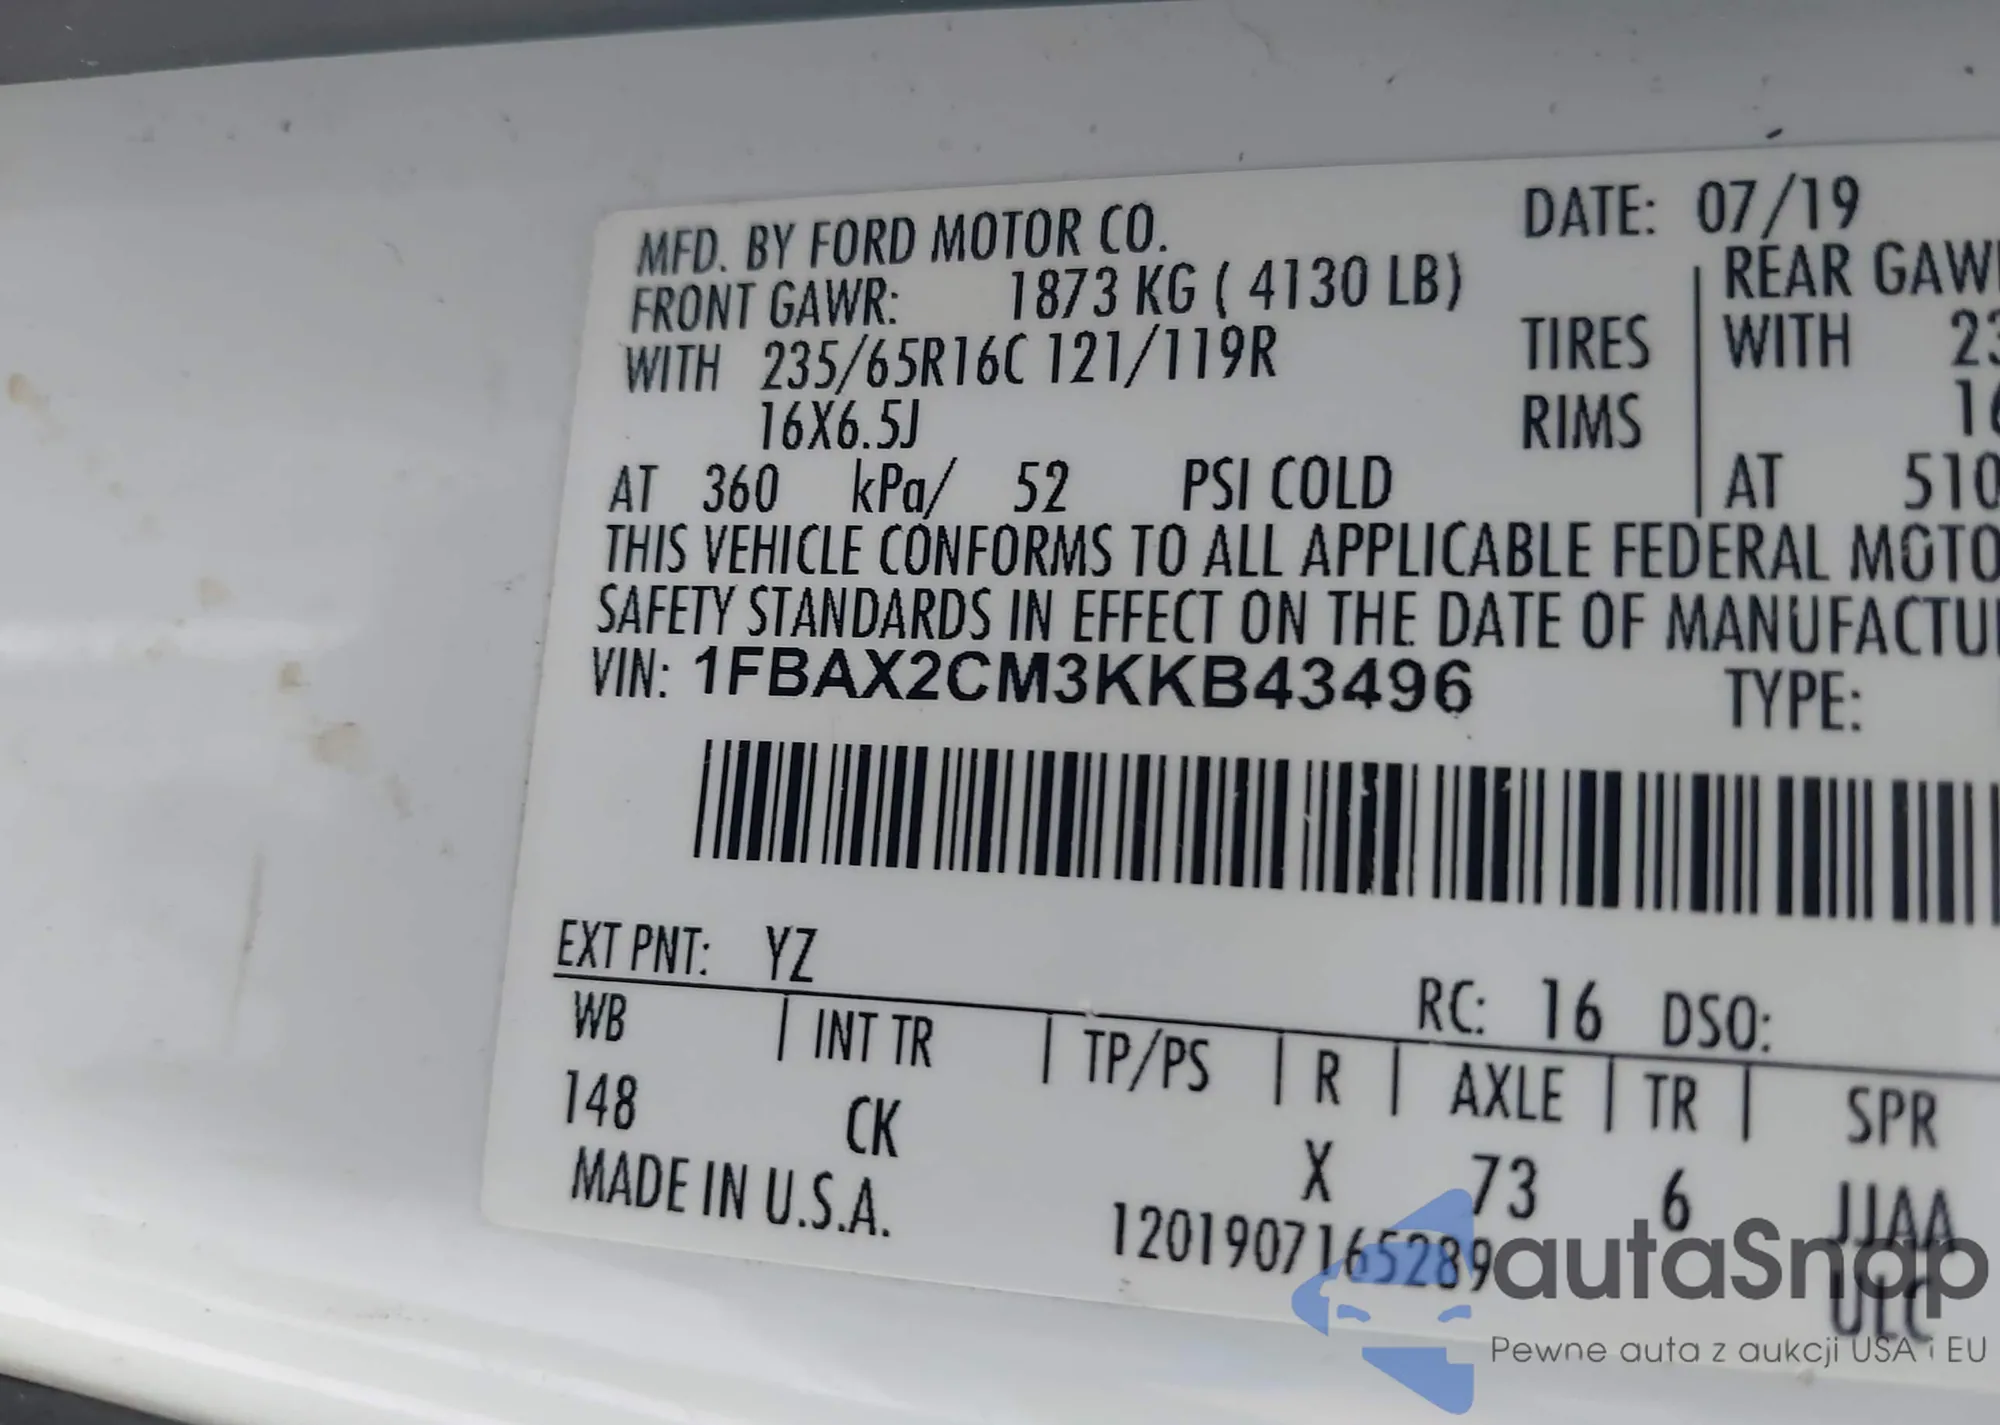 MFD. BY FORD MOTOR CO. DATE: 07/19
FRONT GAWR: 1873 KG ( 4130 LB) REAR GAW
WITH 235/65R16C 121/119R TIRES WITH
16X6.5J RIMS
AT 360 kPa/ 52 PSI COLD AT 510
THIS VEHICLE CONFORMS TO ALL APPLICABLE FEDERAL MOTO
SAFETY STANDARDS IN EFFECT ON THE DATE OF MANUFACTU
VIN: 1FBAX2CM3KKB43496 TYPE:
EXT PNT: YZ RC: 16 DSO:
WB | INT TR | TP/PS | R | AXLE | TR | SPR
148 CK X 73 6 JJAA
MADE IN U.S.A. 1201907165289 ULC
autaSnap
Pewne auta z aukcji USA i EU